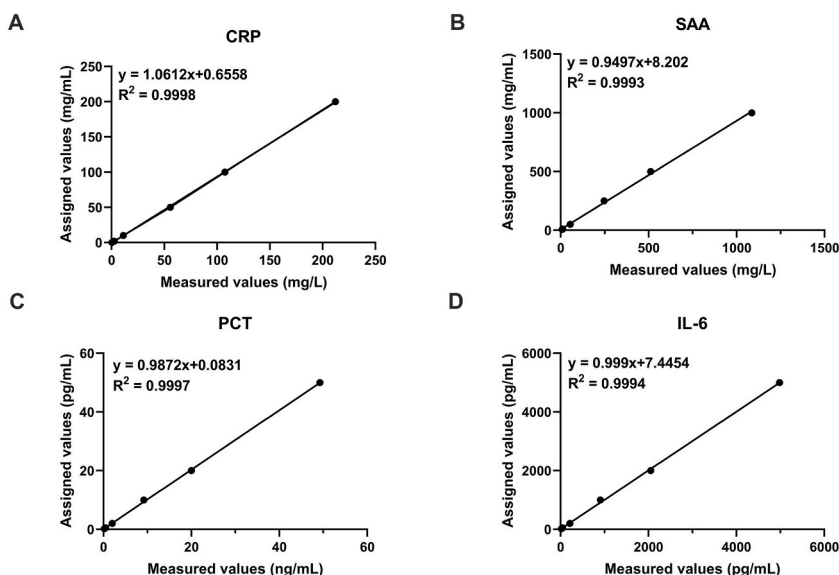 A
CRP
y = 1.0612x+0.6558
R² = 0.9998
Assigned values (mg/mL)
250
200
150
100
50
0
0 50 100 150 200 250
Measured values (mg/L)
B
SAA
y = 0.9497x+8.202
R² = 0.9993
Assigned values (mg/mL)
1500
1000
500
0
0 500 1000 1500
Measured values (mg/L)
C
PCT
y = 0.9872x+0.0831
R² = 0.9997
Assigned values (pg/mL)
60
40
20
0
0 20 40 60
Measured values (ng/mL)
D
IL-6
y = 0.999x+7.4454
R² = 0.9994
Assigned values (pg/mL)
6000
4000
2000
0
0 2000 4000 6000
Measured values (pg/mL)